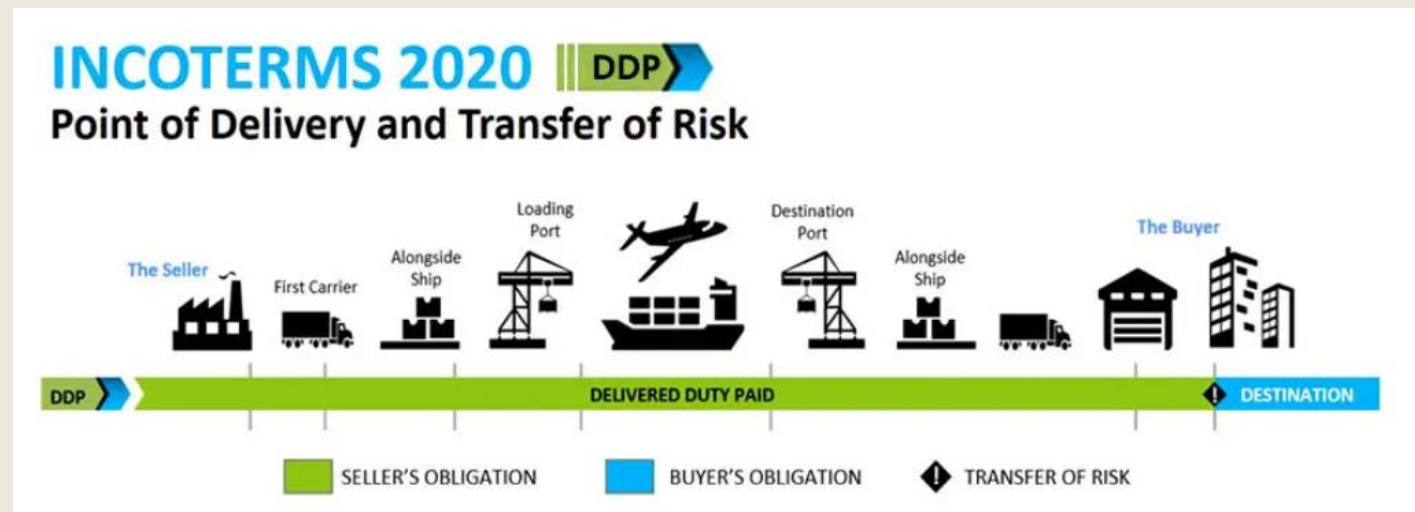 INCOTERMS 2020
DDP
Point of Delivery and Transfer of Risk
The Seller
First Carrier
Alongside
Ship
Loading
Port
Destination
Port
Alongside
Ship
The Buyer
DDP
DELIVERED DUTY PAID
DESTINATION
SELLER'S OBLIGATION
BUYER'S OBLIGATION
TRANSFER OF RISK